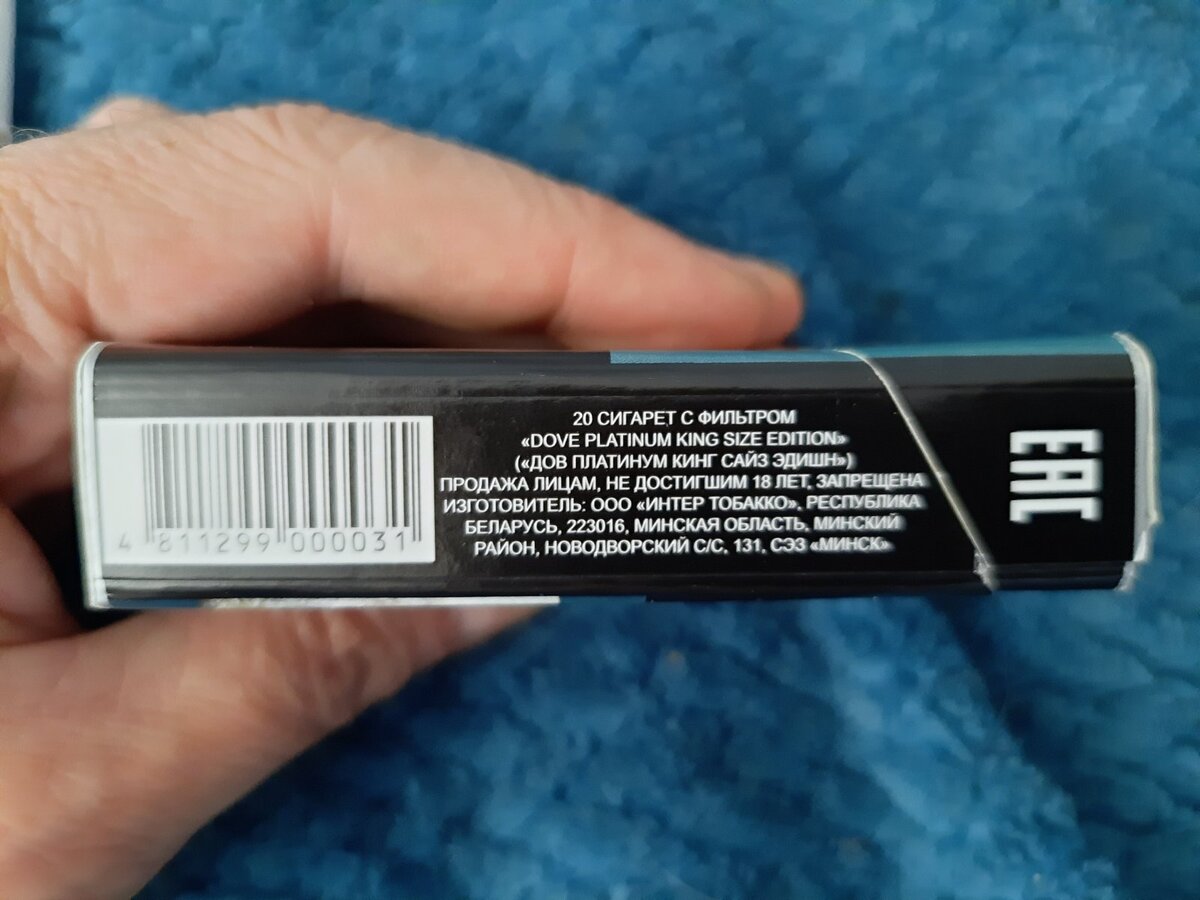 20 СИГАРЕТ С ФИЛЬТРОМ
«DOVE PLATINUM KING SIZE EDITION»
(«ДОВ ПЛАТИНУМ КИНГ САЙЗ ЭДИШН»)
ПРОДАЖА ЛИЦАМ, НЕ ДОСТИГШИМ 18 ЛЕТ, ЗАПРЕЩЕНА
ИЗГОТОВИТЕЛЬ: ООО «ИНТЕР ТОБАККО», РЕСПУБЛИКА
БЕЛАРУСЬ, 223016, МИНСКАЯ ОБЛАСТЬ, МИНСКИЙ
РАЙОН, НОВОДВОРСКИЙ С/С, 131, СЭЗ «МИНСК»
4 811299 000031
EAC